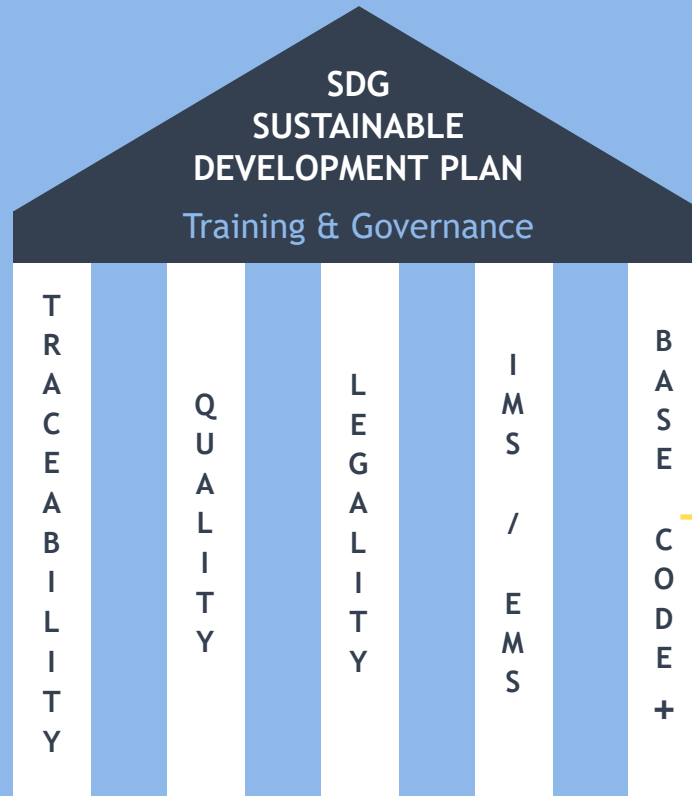 SDG
SUSTAINABLE
DEVELOPMENT PLAN
Training & Governance
TRACEABILITY
QUALITY
LEGALITY
IMS / EMS
BASE CODE +